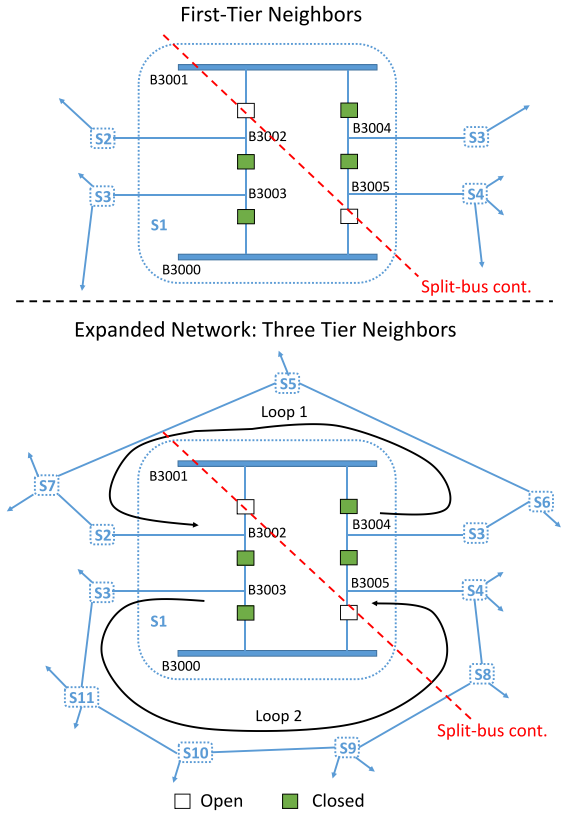 First-Tier Neighbors
B3001
B3002
B3004
S2
S3
B3003
B3005
S3
S4
S1
B3000
Split-bus cont.
Expanded Network: Three Tier Neighbors
S5
Loop 1
B3001
S7
S6
B3002
B3004
S2
S3
B3003
B3005
S3
S4
S1
B3000
S8
S11
Loop 2
Split-bus cont.
S10
S9
Open
Closed